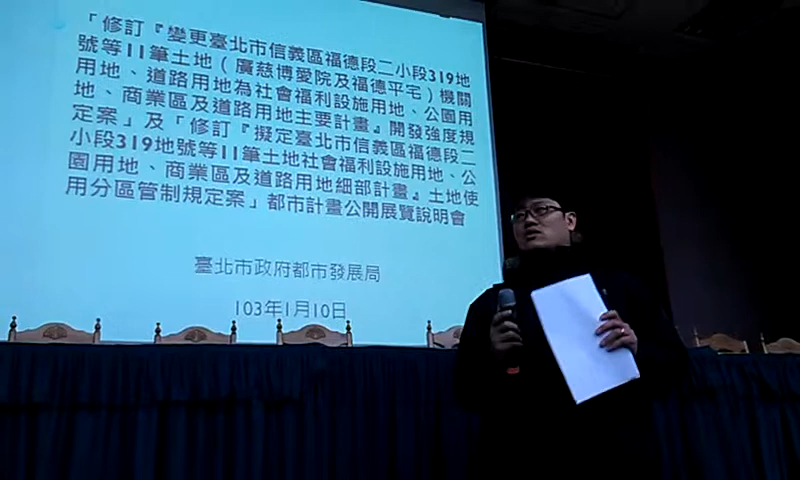 「修訂『變更臺北市信義區福德段二小段319地
號等11筆土地（廣慈博愛院及福德平宅）機關
用地、道路用地為社會福利設施用地、公園用
地、商業區及道路用地主要計畫』開發強度規
定案」及「修訂『擬定臺北市信義區福德段二
小段319地號等11筆土地社會福利設施用地、公
園用地、商業區及道路用地細部計畫』土地使
用分區管制規定案」都市計畫公開展覽說明會
臺北市政府都市發展局
103年1月10日